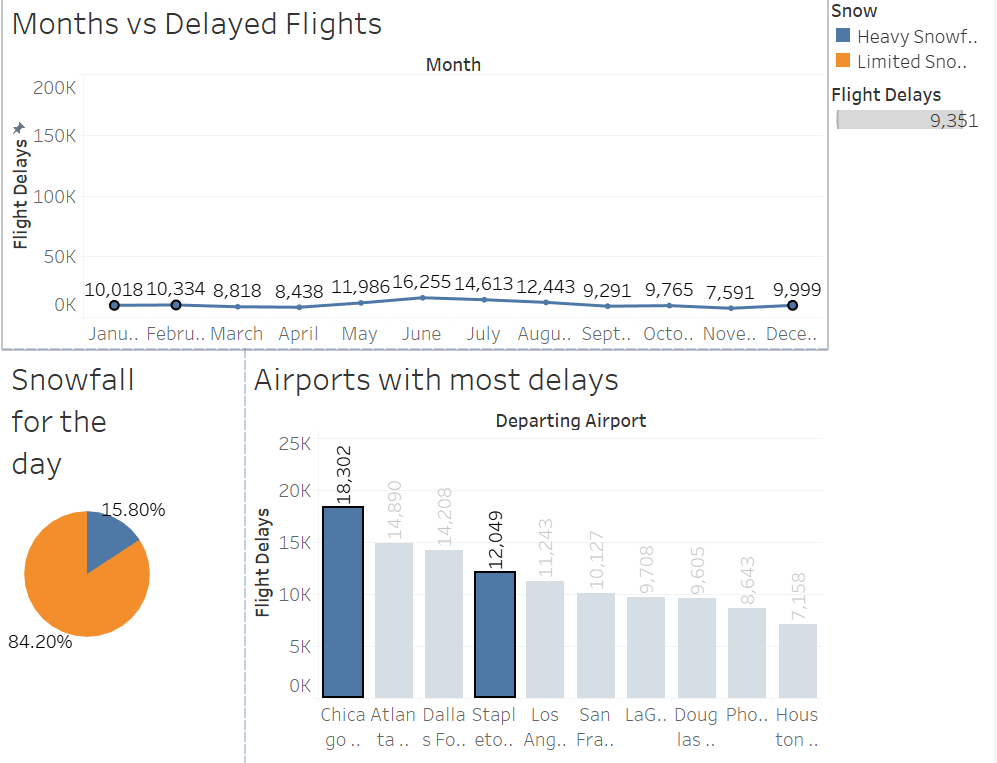 Months vs Delayed Flights
Month
Flight Delays
200K
150K
100K
50K
0K
10,018 10,334 8,818 8,438 11,986 16,255 14,613 12,443 9,291 9,765 7,591 9,999
Janu.. Febru.. March April May June July Augu.. Sept.. Octo.. Nove.. Dece..
Snow
Heavy Snowf..
Limited Sno..
Flight Delays
9,351
Snowfall
for the
day
15.80%
84.20%
Airports with most delays
Departing Airport
Flight Delays
25K
20K
15K
10K
5K
0K
18,302
14,890
14,208
12,049
11,243
10,127
9,708
9,605
8,643
7,158
Chica
go ..
Atlan
ta ..
Dalla
s Fo..
Stapl
eto..
Los
Ang..
San
Fra..
LaG..
Doug
las ..
Pho..
Hous
ton ..